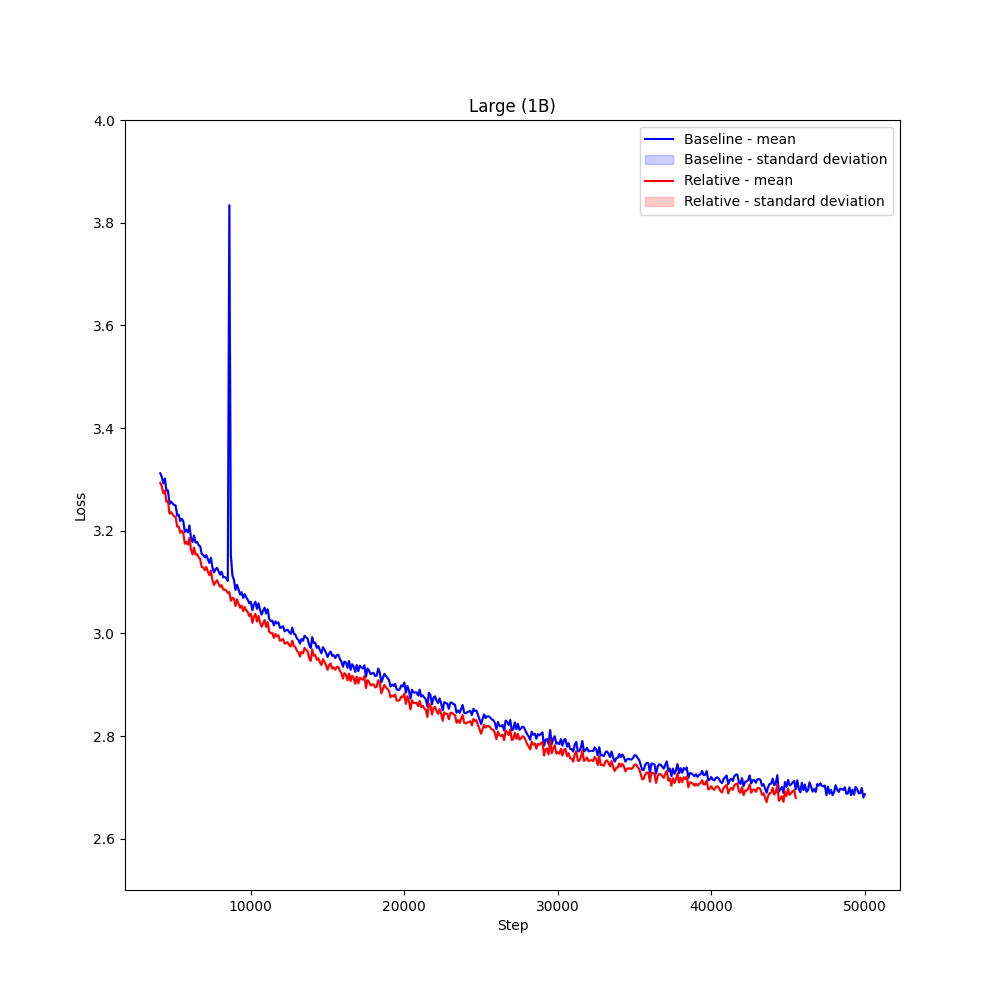 Large (1B)
4.0
3.8
3.6
3.4
3.2
3.0
2.8
2.6
Loss
Baseline - mean
Baseline - standard deviation
Relative - mean
Relative - standard deviation
10000
20000
30000
40000
50000
Step